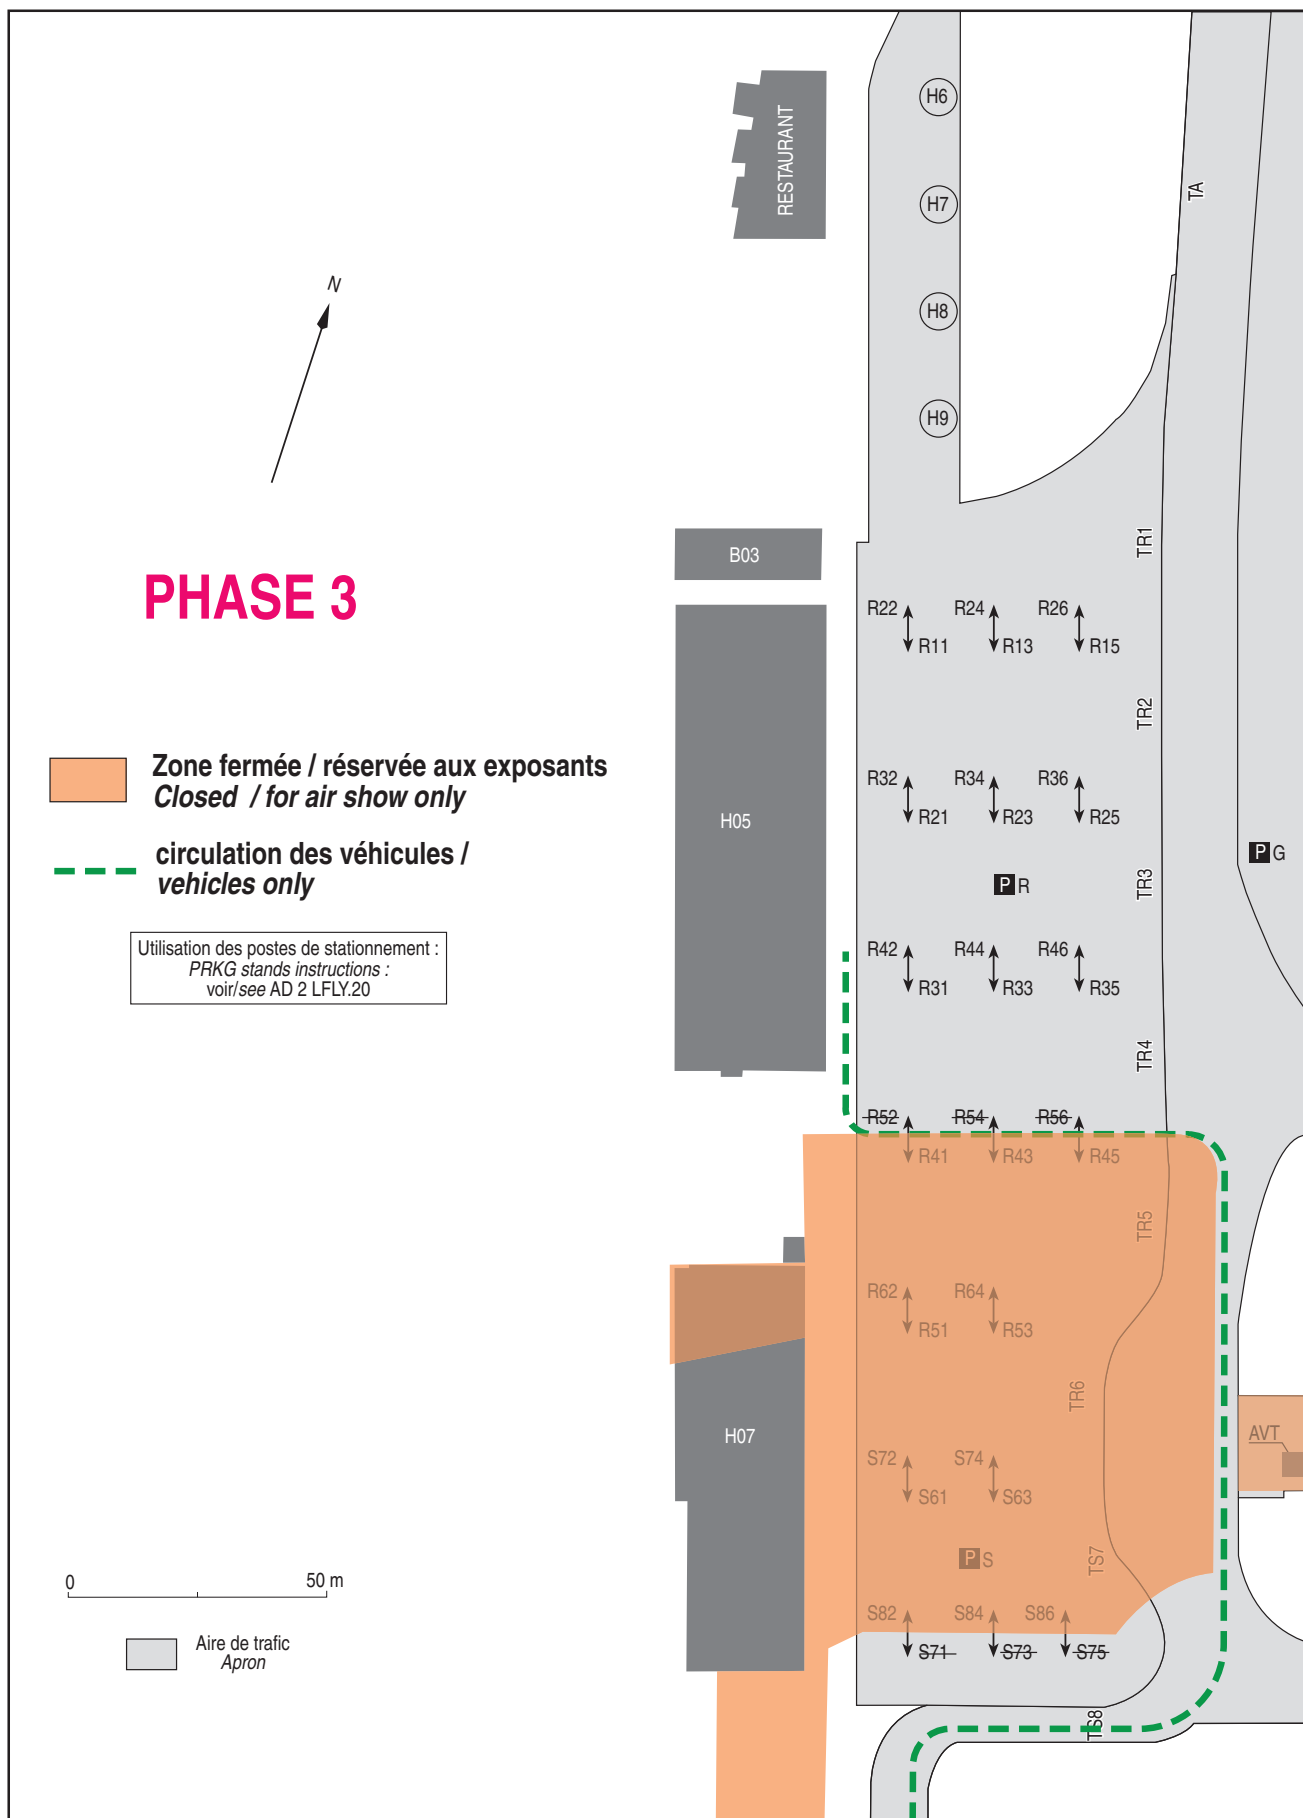 H6
RESTAURANT
H7
TA
N
H8
H9
B03
TR1
PHASE 3
R22 R24 R26
R11 R13 R15
TR2
Zone fermée / réservée aux exposants
Closed / for air show only
R32 R34 R36
H05
R21 R23 R25
circulation des véhicules /
vehicles only
P G
P R
TR3
Utilisation des postes de stationnement :
PRKG stands instructions :
voir/see AD 2 LFLY.20
R42 R44 R46
R31 R33 R35
TR4
R52 R54 R56
R41 R43 R45
TR5
R62 R64
R51 R53
TR6
H07
AVT
S72 S74
S61 S63
P S
TS7
0 50 m
S82 S84 S86
S71 S73 S75
Aire de trafic
Apron
TS8